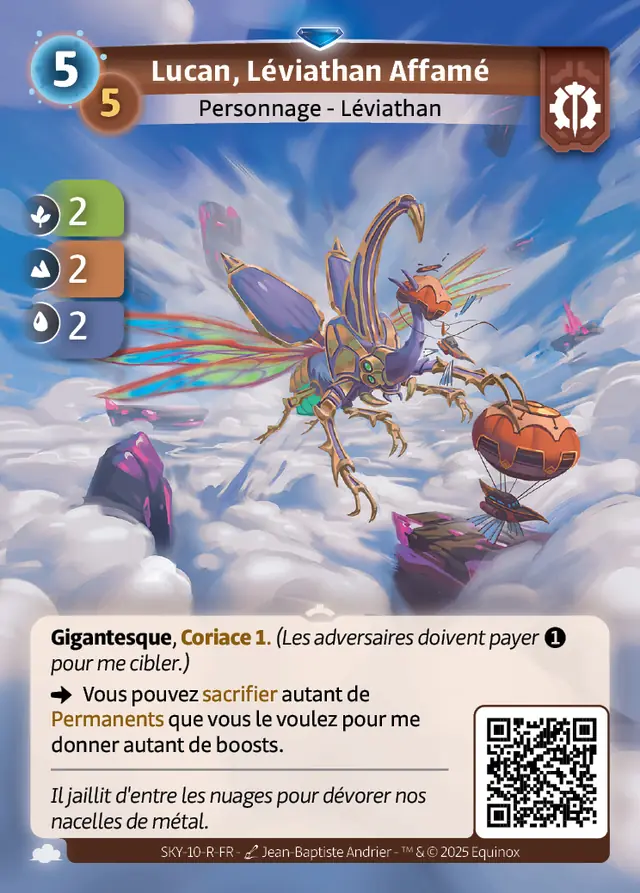 5
Lucan, Léviathan Affamé
5
Personnage - Léviathan
2
2
2
Gigantesque, Coriace 1. (Les adversaires doivent payer 1
pour me cibler.)
Vous pouvez sacrifier autant de
Permanents que vous le voulez pour me
donner autant de boosts.
Il jaillit d'entre les nuages pour dévorer nos
nacelles de métal.
SKY-10-R-FR - Jean-Baptiste Andrier - ™ & © 2025 Equinox